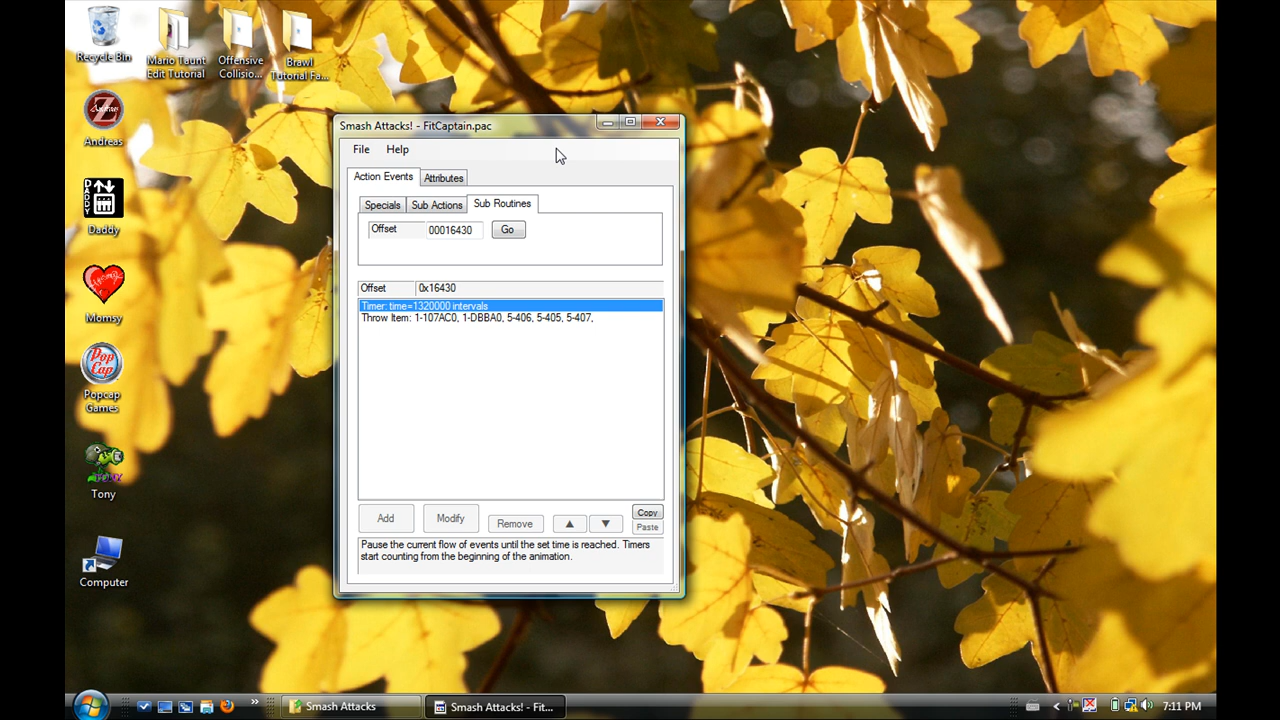 Recycle Bin
Mario Taunt
Edit Tutorial
Offensive
Collisio...
Brawl
Tutorial Fa...
Andreas
DADDY
Daddy
Momsy
PopCap
Popcap
Games
TONY
Tony
Computer
Smash Attacks! - FitCaptain.pac
File Help
Action Events Attributes
Specials Sub Actions Sub Routines
Offset 00016430 Go
Offset 0x16430
Timer: time=1320000 intervals
Throw Item: 1-107AC0, 1-DBBA0, 5-406, 5-405, 5-407,
Add Modify Remove ▲ ▼ Copy
Paste
Pause the current flow of events until the set time is reached. Timers
start counting from the beginning of the animation.
Smash Attacks
Smash Attacks! - Fit...
7:11 PM